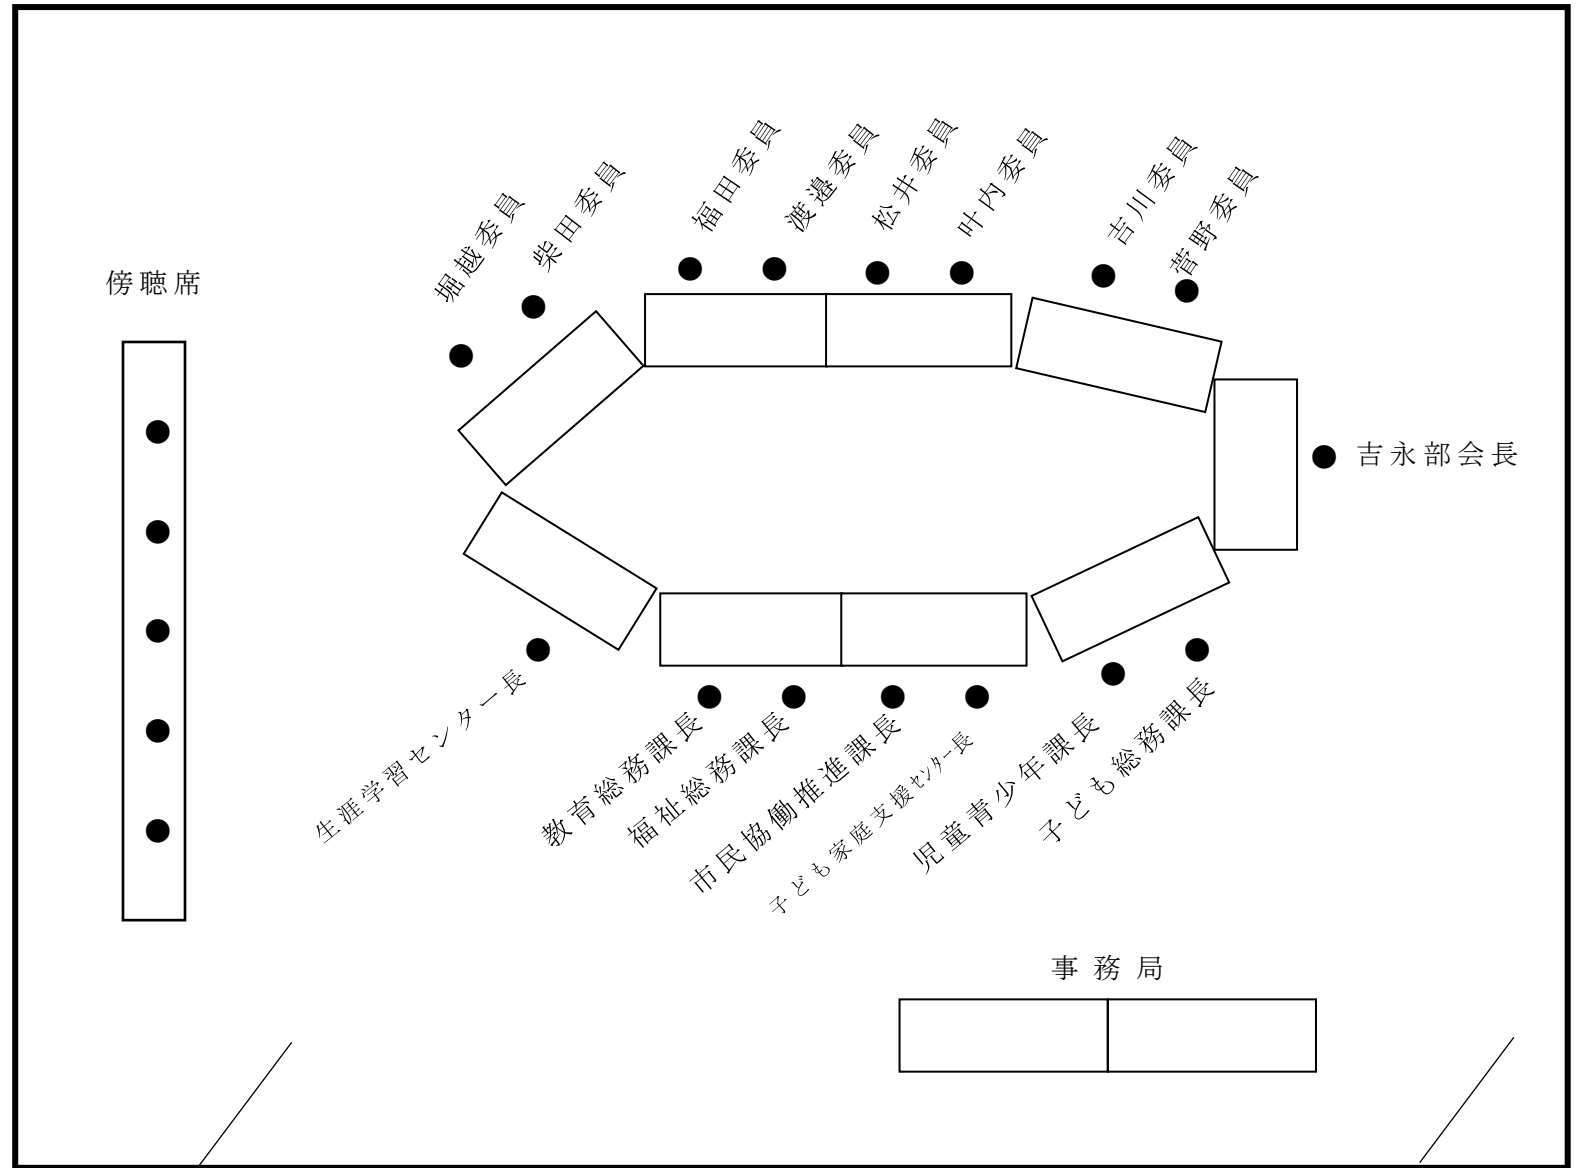 堀越委員
柴田委員
福田委員
渡邉委員
松井委員
叶内委員
吉川委員
菅野委員
傍聴席
吉永部会長
生涯学習センター長
教育総務課長
福祉総務課長
市民協働推進課長
子ども家庭支援ｾﾝﾀｰ長
児童青少年課長
子ども総務課長
事務局